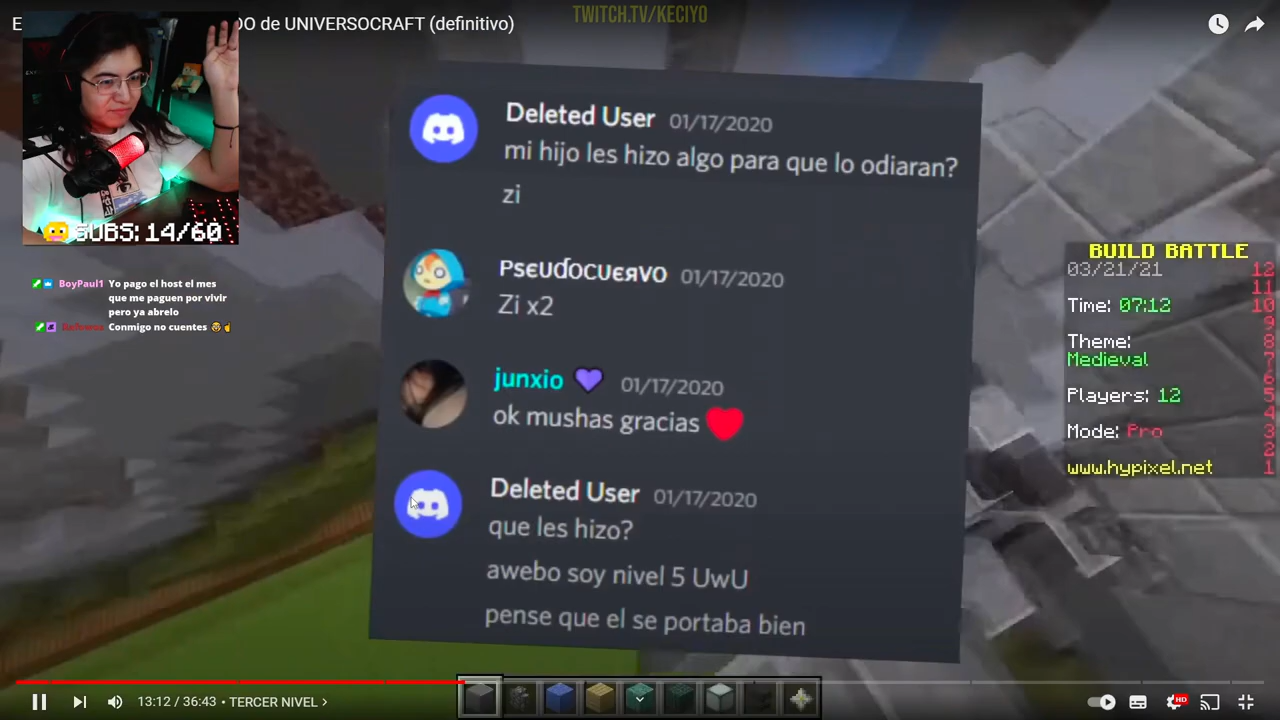 TWITCH.TV/KECIYO
E
DO de UNIVERSOCRAFT (definitivo)
SUBS: 14/60
BoyPaul1 Yo pago el host el mes
que me paguen por vivir
pero ya abrelo
Conmigo no cuentes
Deleted User 01/17/2020
mi hijo les hizo algo para que lo odiaran?
zi
PsєudocuєяvO 01/17/2020
Zi x2
junxio 01/17/2020
ok mushas gracias
Deleted User 01/17/2020
que les hizo?
awebo soy nivel 5 UwU
pense que el se portaba bien
BUILD BATTLE
03/21/21 12
11
Time: 07:12 10
9
Theme: 8
Medieval 7
6
Players: 12 5
4
Mode: Pro 3
2
www.hypixel.net 1
13:12 / 36:43 • TERCER NIVEL >
HD